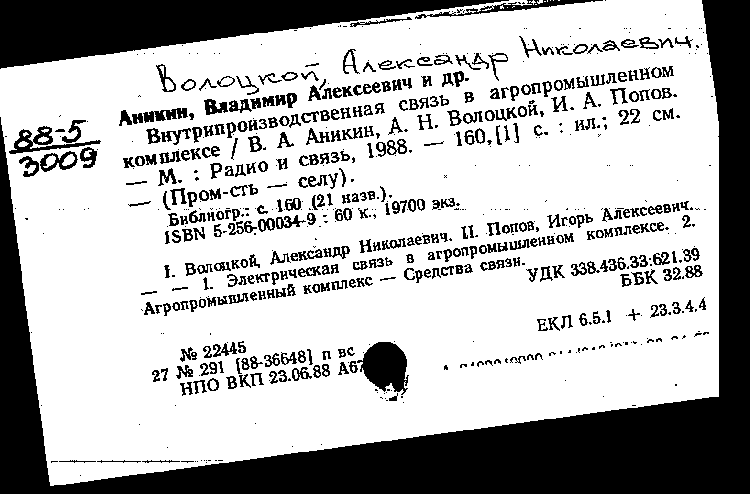 Волоцкой, Александр Николаевич.
88-5
3009
Аникин, Владимир Алексеевич и др.
Внутрипроизводственная связь в агропромышленном
комплексе / В. А. Аникин, А. Н. Волоцкой, И. А. Попов.
— М. : Радио и связь, 1988. — 160,[1] с. : ил.; 22 см.
— (Пром-сть — селу).
Библиогр.: с. 160 (21 назв.).
ISBN 5-256-00034-9 : 60 к., 19700 экз.
I. Волоцкой, Александр Николаевич. II. Попов, Игорь Алексеевич.
— — 1. Электрическая связь в агропромышленном комплексе. 2.
Агропромышленный комплекс — Средства связи.
УДК 338.436.33:621.39
ББК 32.88
ЕКЛ 6.5.1 + 23.3.4.4
№ 22445
27 № 291 [88-36648] п вс
НПО ВКП 23.06.88 А67